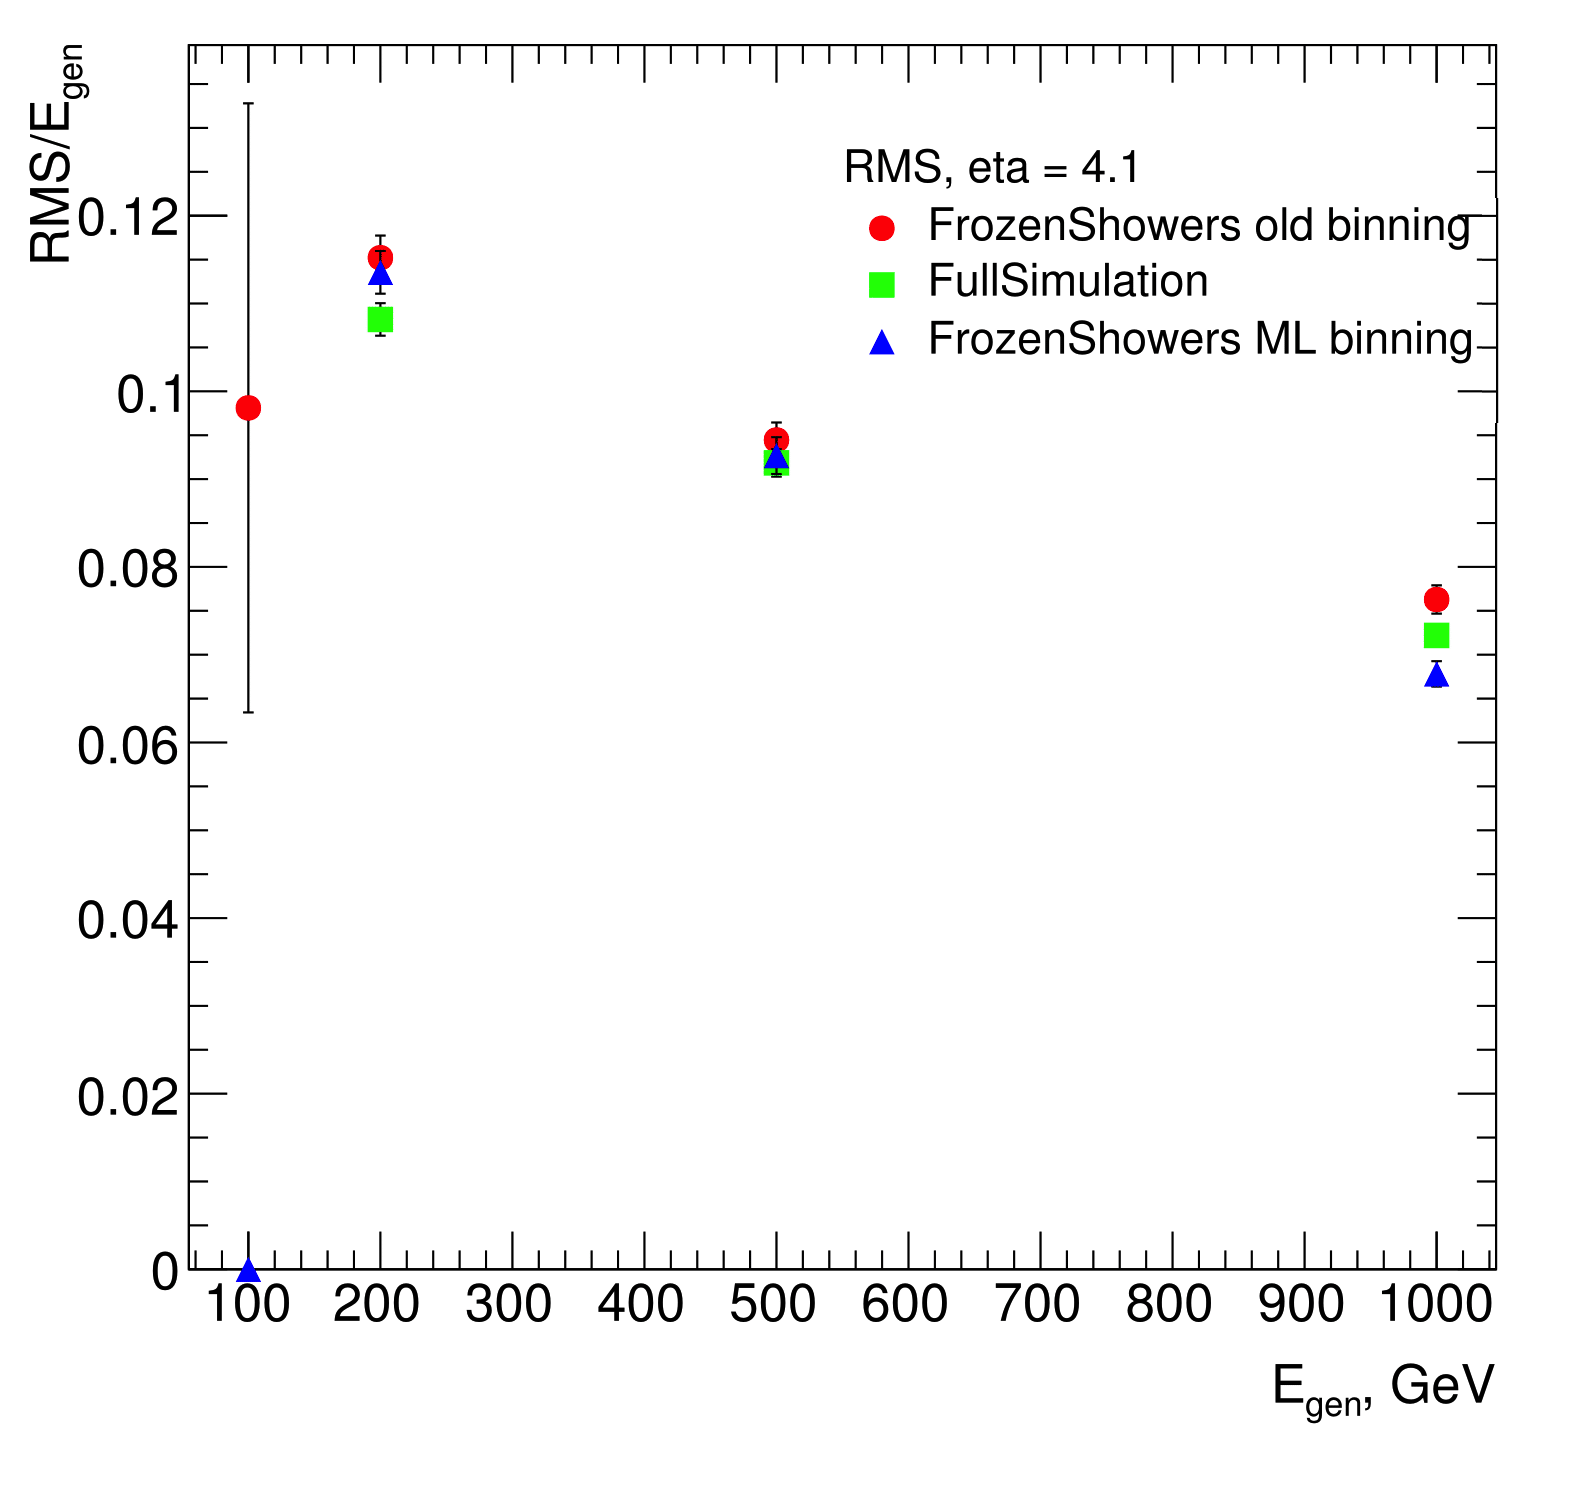 RMS/E_gen
RMS, eta = 4.1
FrozenShowers old binning
FullSimulation
FrozenShowers ML binning
0.12
0.1
0.08
0.06
0.04
0.02
0
100 200 300 400 500 600 700 800 900 1000
E_gen, GeV